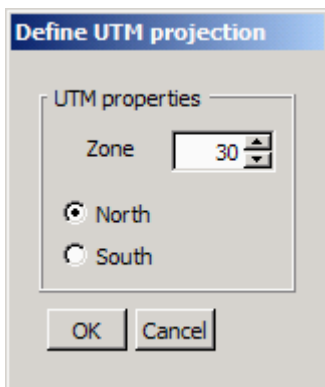 Define UTM projection
UTM properties
Zone 30
North
South
OK Cancel